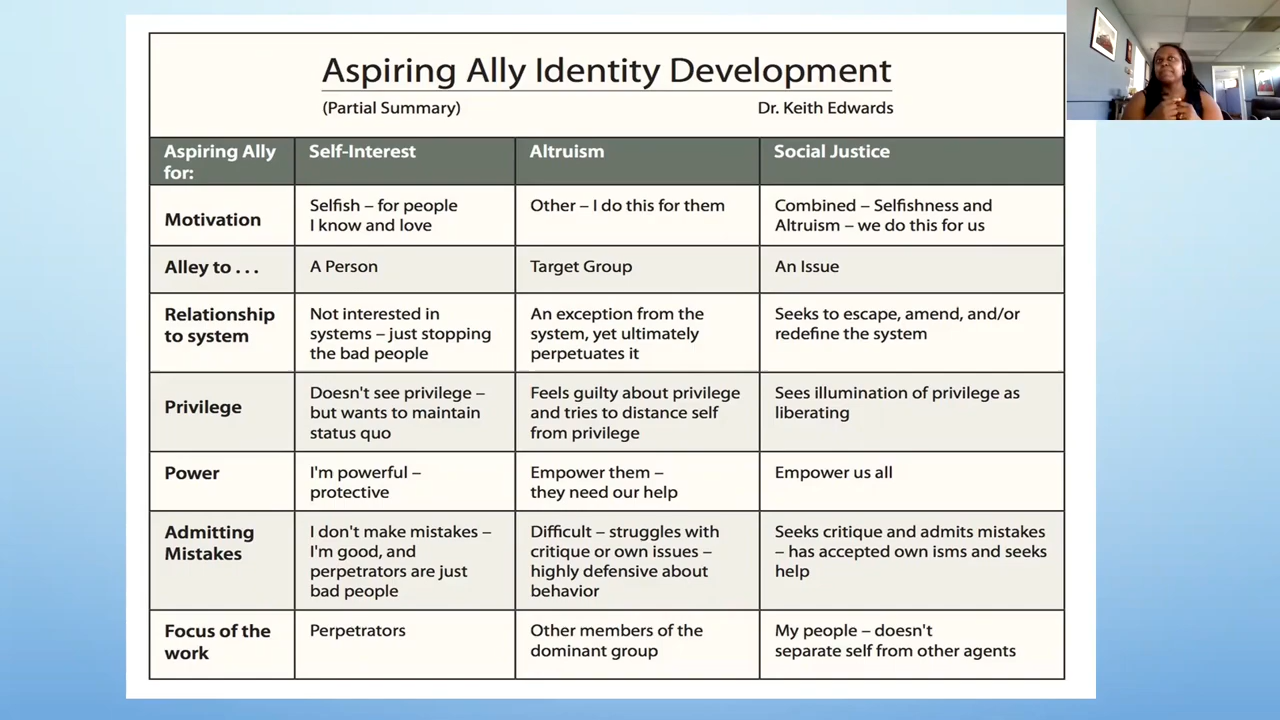 Aspiring Ally Identity Development
(Partial Summary) Dr. Keith Edwards
Aspiring Ally
for:
Self-Interest
Altruism
Social Justice
Motivation
Selfish – for people
I know and love
Other – I do this for them
Combined – Selfishness and
Altruism – we do this for us
Alley to . . .
A Person
Target Group
An Issue
Relationship
to system
Not interested in
systems – just stopping
the bad people
An exception from the
system, yet ultimately
perpetuates it
Seeks to escape, amend, and/or
redefine the system
Privilege
Doesn't see privilege –
but wants to maintain
status quo
Feels guilty about privilege
and tries to distance self
from privilege
Sees illumination of privilege as
liberating
Power
I'm powerful –
protective
Empower them –
they need our help
Empower us all
Admitting
Mistakes
I don't make mistakes –
I'm good, and
perpetrators are just
bad people
Difficult – struggles with
critique or own issues –
highly defensive about
behavior
Seeks critique and admits mistakes
– has accepted own isms and seeks
help
Focus of the
work
Perpetrators
Other members of the
dominant group
My people – doesn't
separate self from other agents